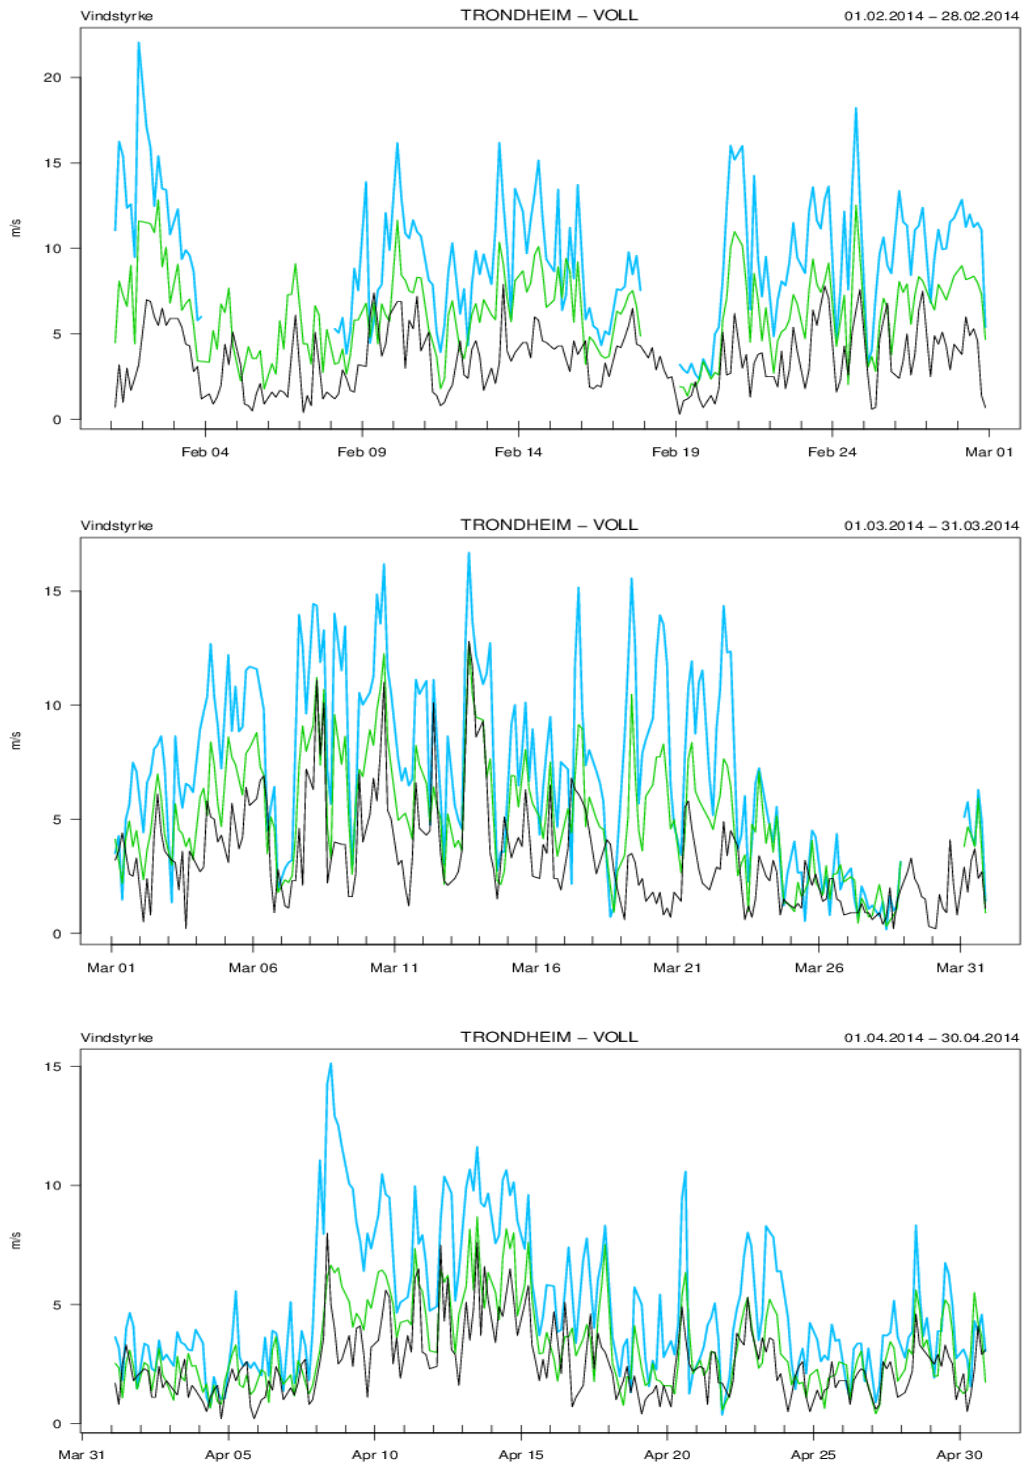 Vindstyrke TRONDHEIM – VOLL 01.02.2014 – 28.02.2014
20
15
10
5
0
m/s
Feb 04 Feb 09 Feb 14 Feb 19 Feb 24 Mar 01
Vindstyrke TRONDHEIM – VOLL 01.03.2014 – 31.03.2014
15
10
5
0
m/s
Mar 01 Mar 06 Mar 11 Mar 16 Mar 21 Mar 26 Mar 31
Vindstyrke TRONDHEIM – VOLL 01.04.2014 – 30.04.2014
15
10
5
0
m/s
Mar 31 Apr 05 Apr 10 Apr 15 Apr 20 Apr 25 Apr 30